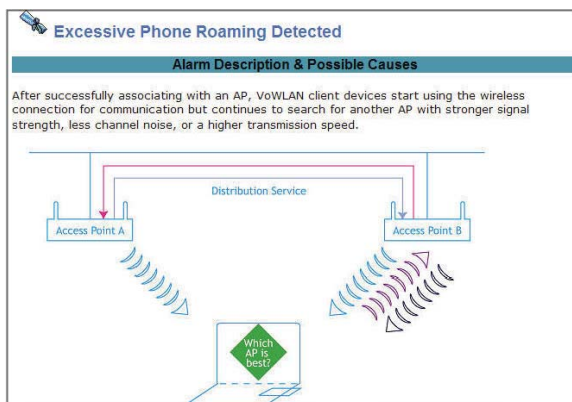 Excessive Phone Roaming Detected
Alarm Description & Possible Causes
After successfully associating with an AP, VoWLAN client devices start using the wireless
connection for communication but continues to search for another AP with stronger signal
strength, less channel noise, or a higher transmission speed.
Distribution Service
Access Point A
Access Point B
Which
AP is
best?